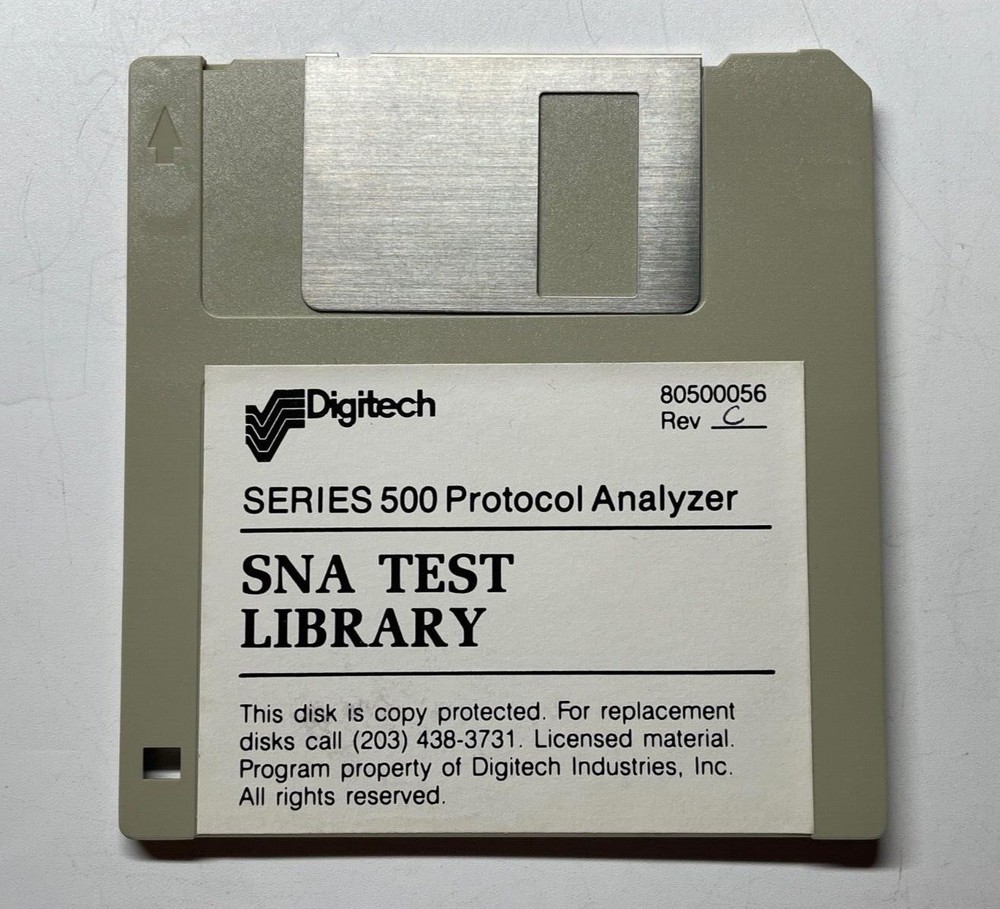 Digitech
80500056
Rev C
SERIES 500 Protocol Analyzer
SNA TEST
LIBRARY
This disk is copy protected. For replacement
disks call (203) 438-3731. Licensed material.
Program property of Digitech Industries, Inc.
All rights reserved.